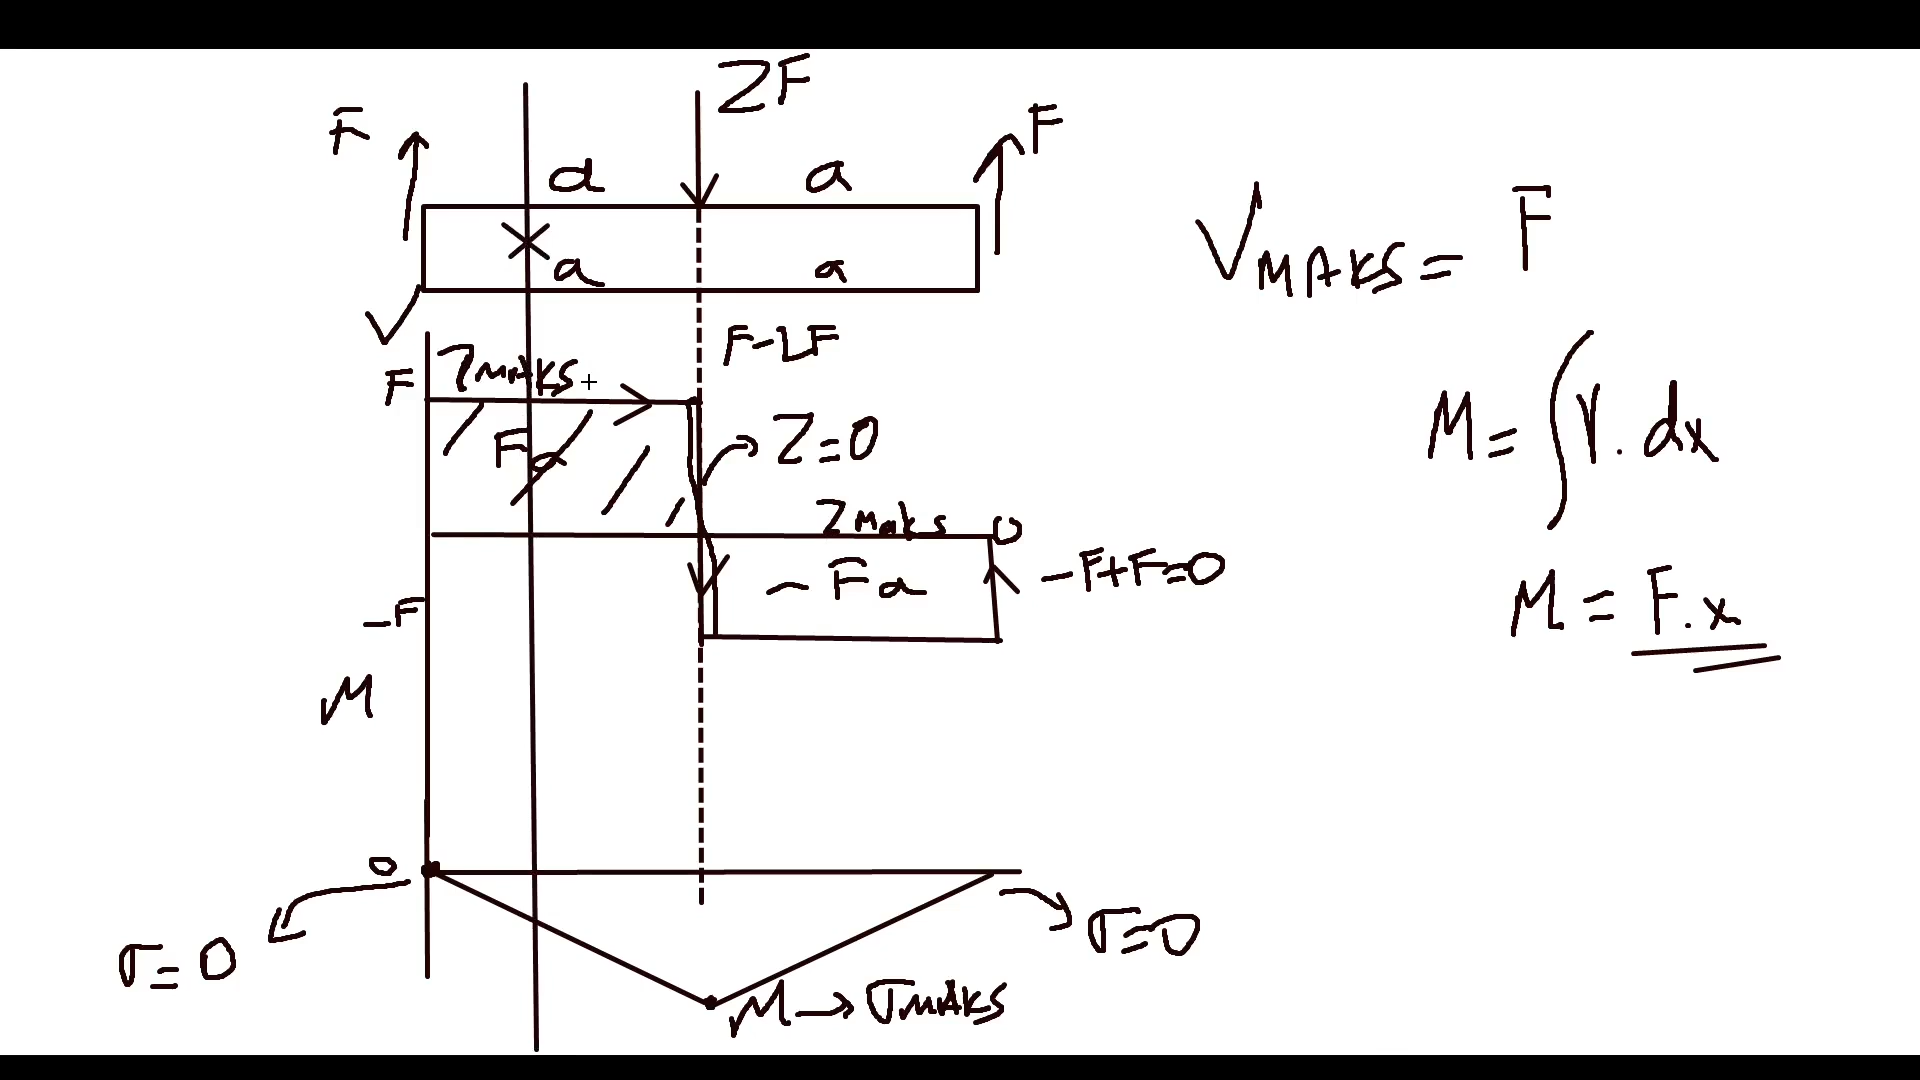 2F
F
F
a
a
a
a
V
F-2F
F
τMAKS
Fa
τ=0
τMaks
0
-Fa
-F+F=0
-F
M
0
σ=0
σ=0
M→σMAKS
VMAKS= F
M=∫V.dx
M=F.x